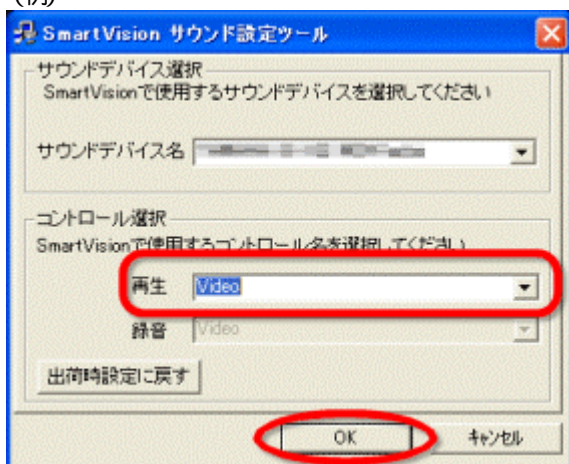 (例)
SmartVision サウンド設定ツール
サウンドデバイス選択
SmartVisionで使用するサウンドデバイスを選択してください
サウンドデバイス名
コントロール選択
SmartVisionで使用するコントロール名を選択してください
再生 Video
録音 Video
出荷時設定に戻す
OK キャンセル